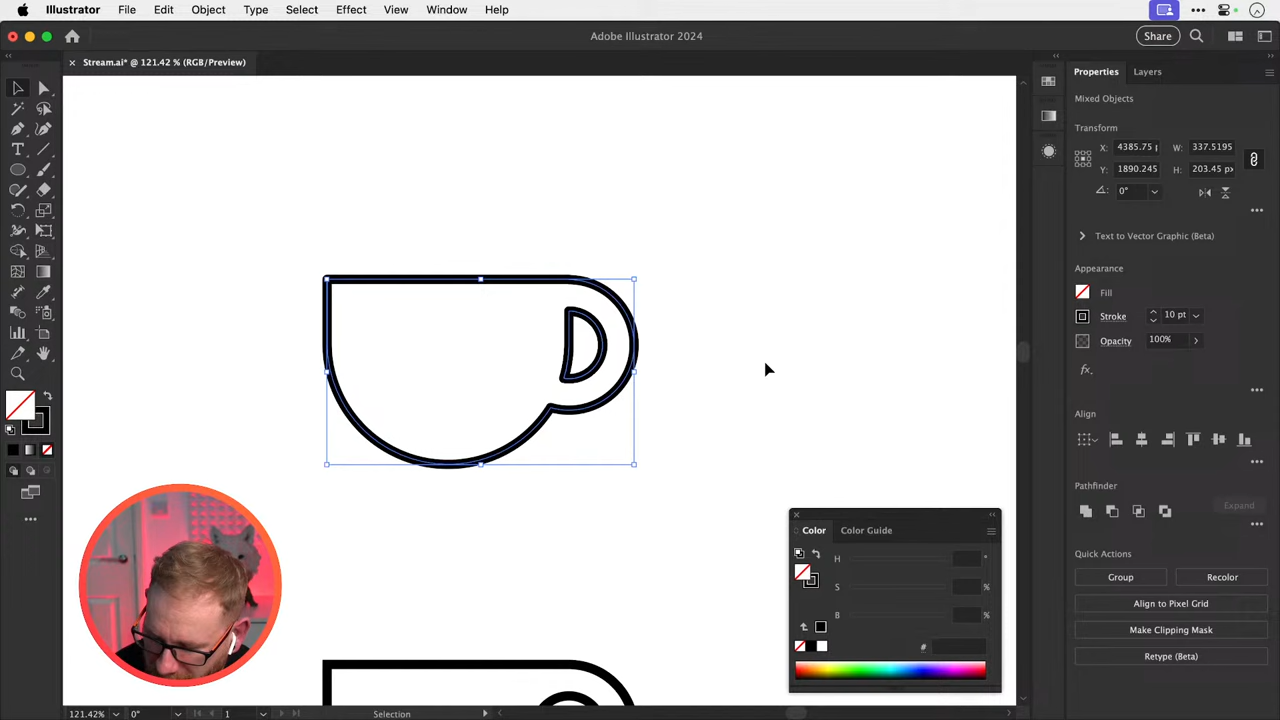 Illustrator File Edit Object Type Select Effect View Window Help
Adobe Illustrator 2024
Share
Stream.ai* @ 121.42 % (RGB/Preview)
Properties Layers
Mixed Objects
Transform
X: 4385.75 W: 337.5195
Y: 1890.245 H: 203.45 px
0°
Text to Vector Graphic (Beta)
Appearance
Fill
Stroke 10 pt
Opacity 100%
fx
Align
Pathfinder
Expand
Quick Actions
Group Recolor
Align to Pixel Grid
Make Clipping Mask
Retype (Beta)
Color Color Guide
H °
S %
B %
#
121.42% 0° 1 Selection